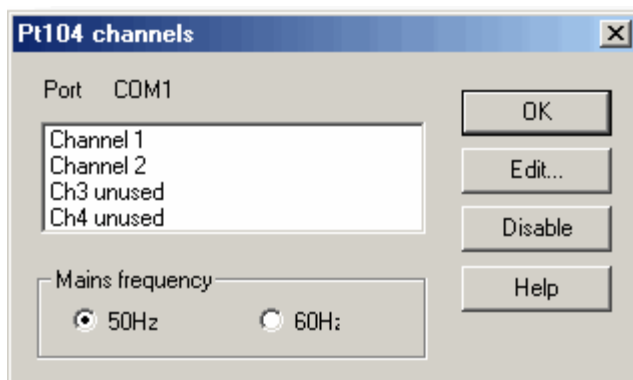 Pt104 channels
Port COM1
Channel 1
Channel 2
Ch3 unused
Ch4 unused
OK
Edit...
Disable
Help
Mains frequency
50Hz 60Hz